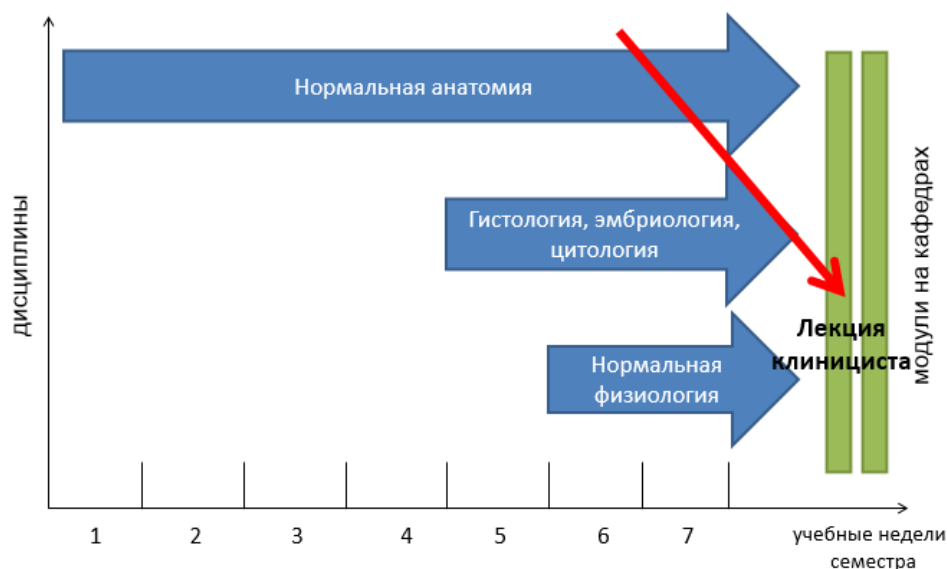 Нормальная анатомия
Гистология, эмбриология,
цитология
Нормальная
физиология
Лекция
клинициста
дисциплины
модули на кафедрах
1 2 3 4 5 6 7
учебные недели
семестра